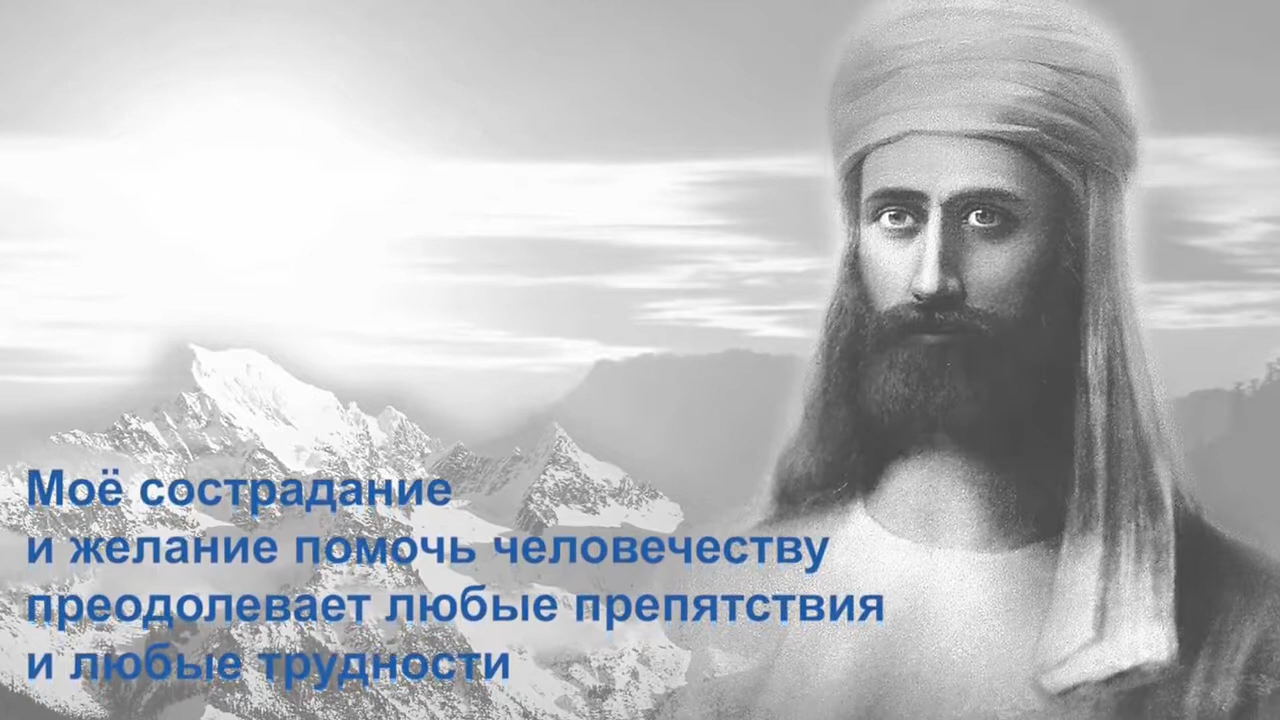 Моё сострадание
и желание помочь человечеству
преодолевает любые препятствия
и любые трудности